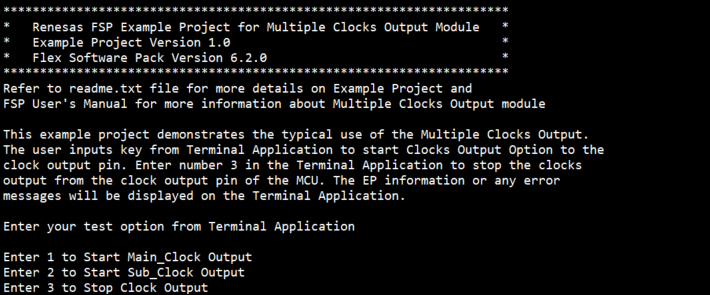 **********************************************************************
*   Renesas FSP Example Project for Multiple Clocks Output Module   *
*   Example Project Version 1.0                                     *
*   Flex Software Pack Version 6.2.0                                *
**********************************************************************
Refer to readme.txt file for more details on Example Project and
FSP User's Manual for more information about Multiple Clocks Output module
This example project demonstrates the typical use of the Multiple Clocks Output.
The user inputs key from Terminal Application to start Clocks Output Option to the
clock output pin. Enter number 3 in the Terminal Application to stop the clocks
output from the clock output pin of the MCU. The EP information or any error
messages will be displayed on the Terminal Application.
Enter your test option from Terminal Application
Enter 1 to Start Main_Clock Output
Enter 2 to Start Sub_Clock Output
Enter 3 to Stop Clock Output